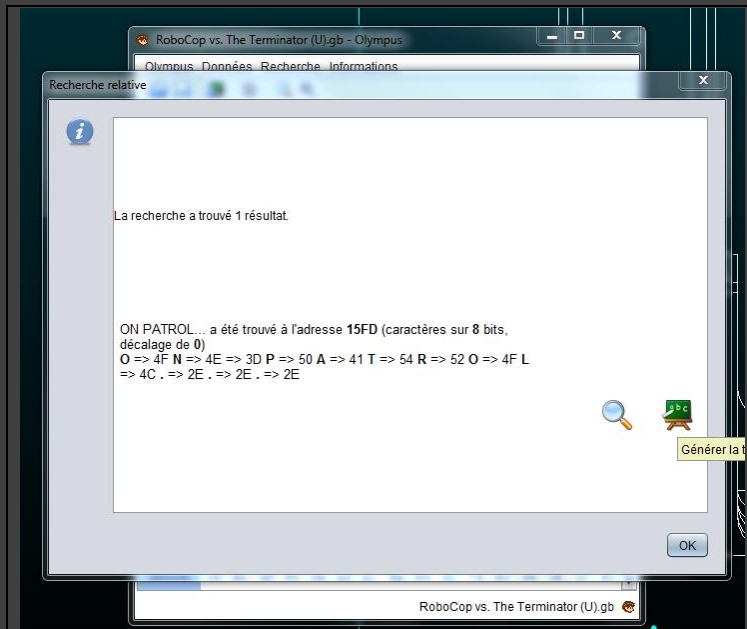 RoboCop vs. The Terminator (U).gb - Olympus
Olympus Données Recherche Informations
Recherche relative
La recherche a trouvé 1 résultat.
ON PATROL... a été trouvé à l'adresse 15FD (caractères sur 8 bits,
décalage de 0)
O => 4F N => 4E => 3D P => 50 A => 41 T => 54 R => 52 O => 4F L
=> 4C . => 2E . => 2E . => 2E
Générer la
OK
RoboCop vs. The Terminator (U).gb